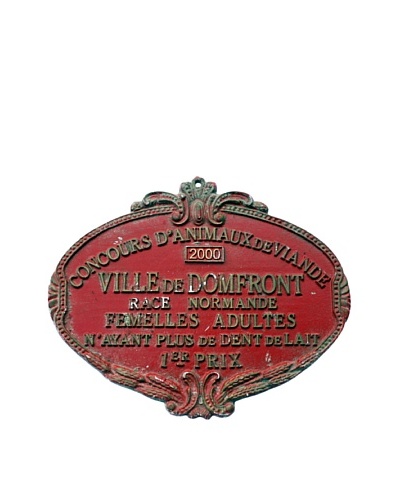 CONCOURS D'ANIMAUX DE VIANDE
2000
VILLE DE DOMFRONT
RACE NORMANDE
FEMELLES ADULTES
N'AYANT PLUS DE DENT DE LAIT
1ER PRIX